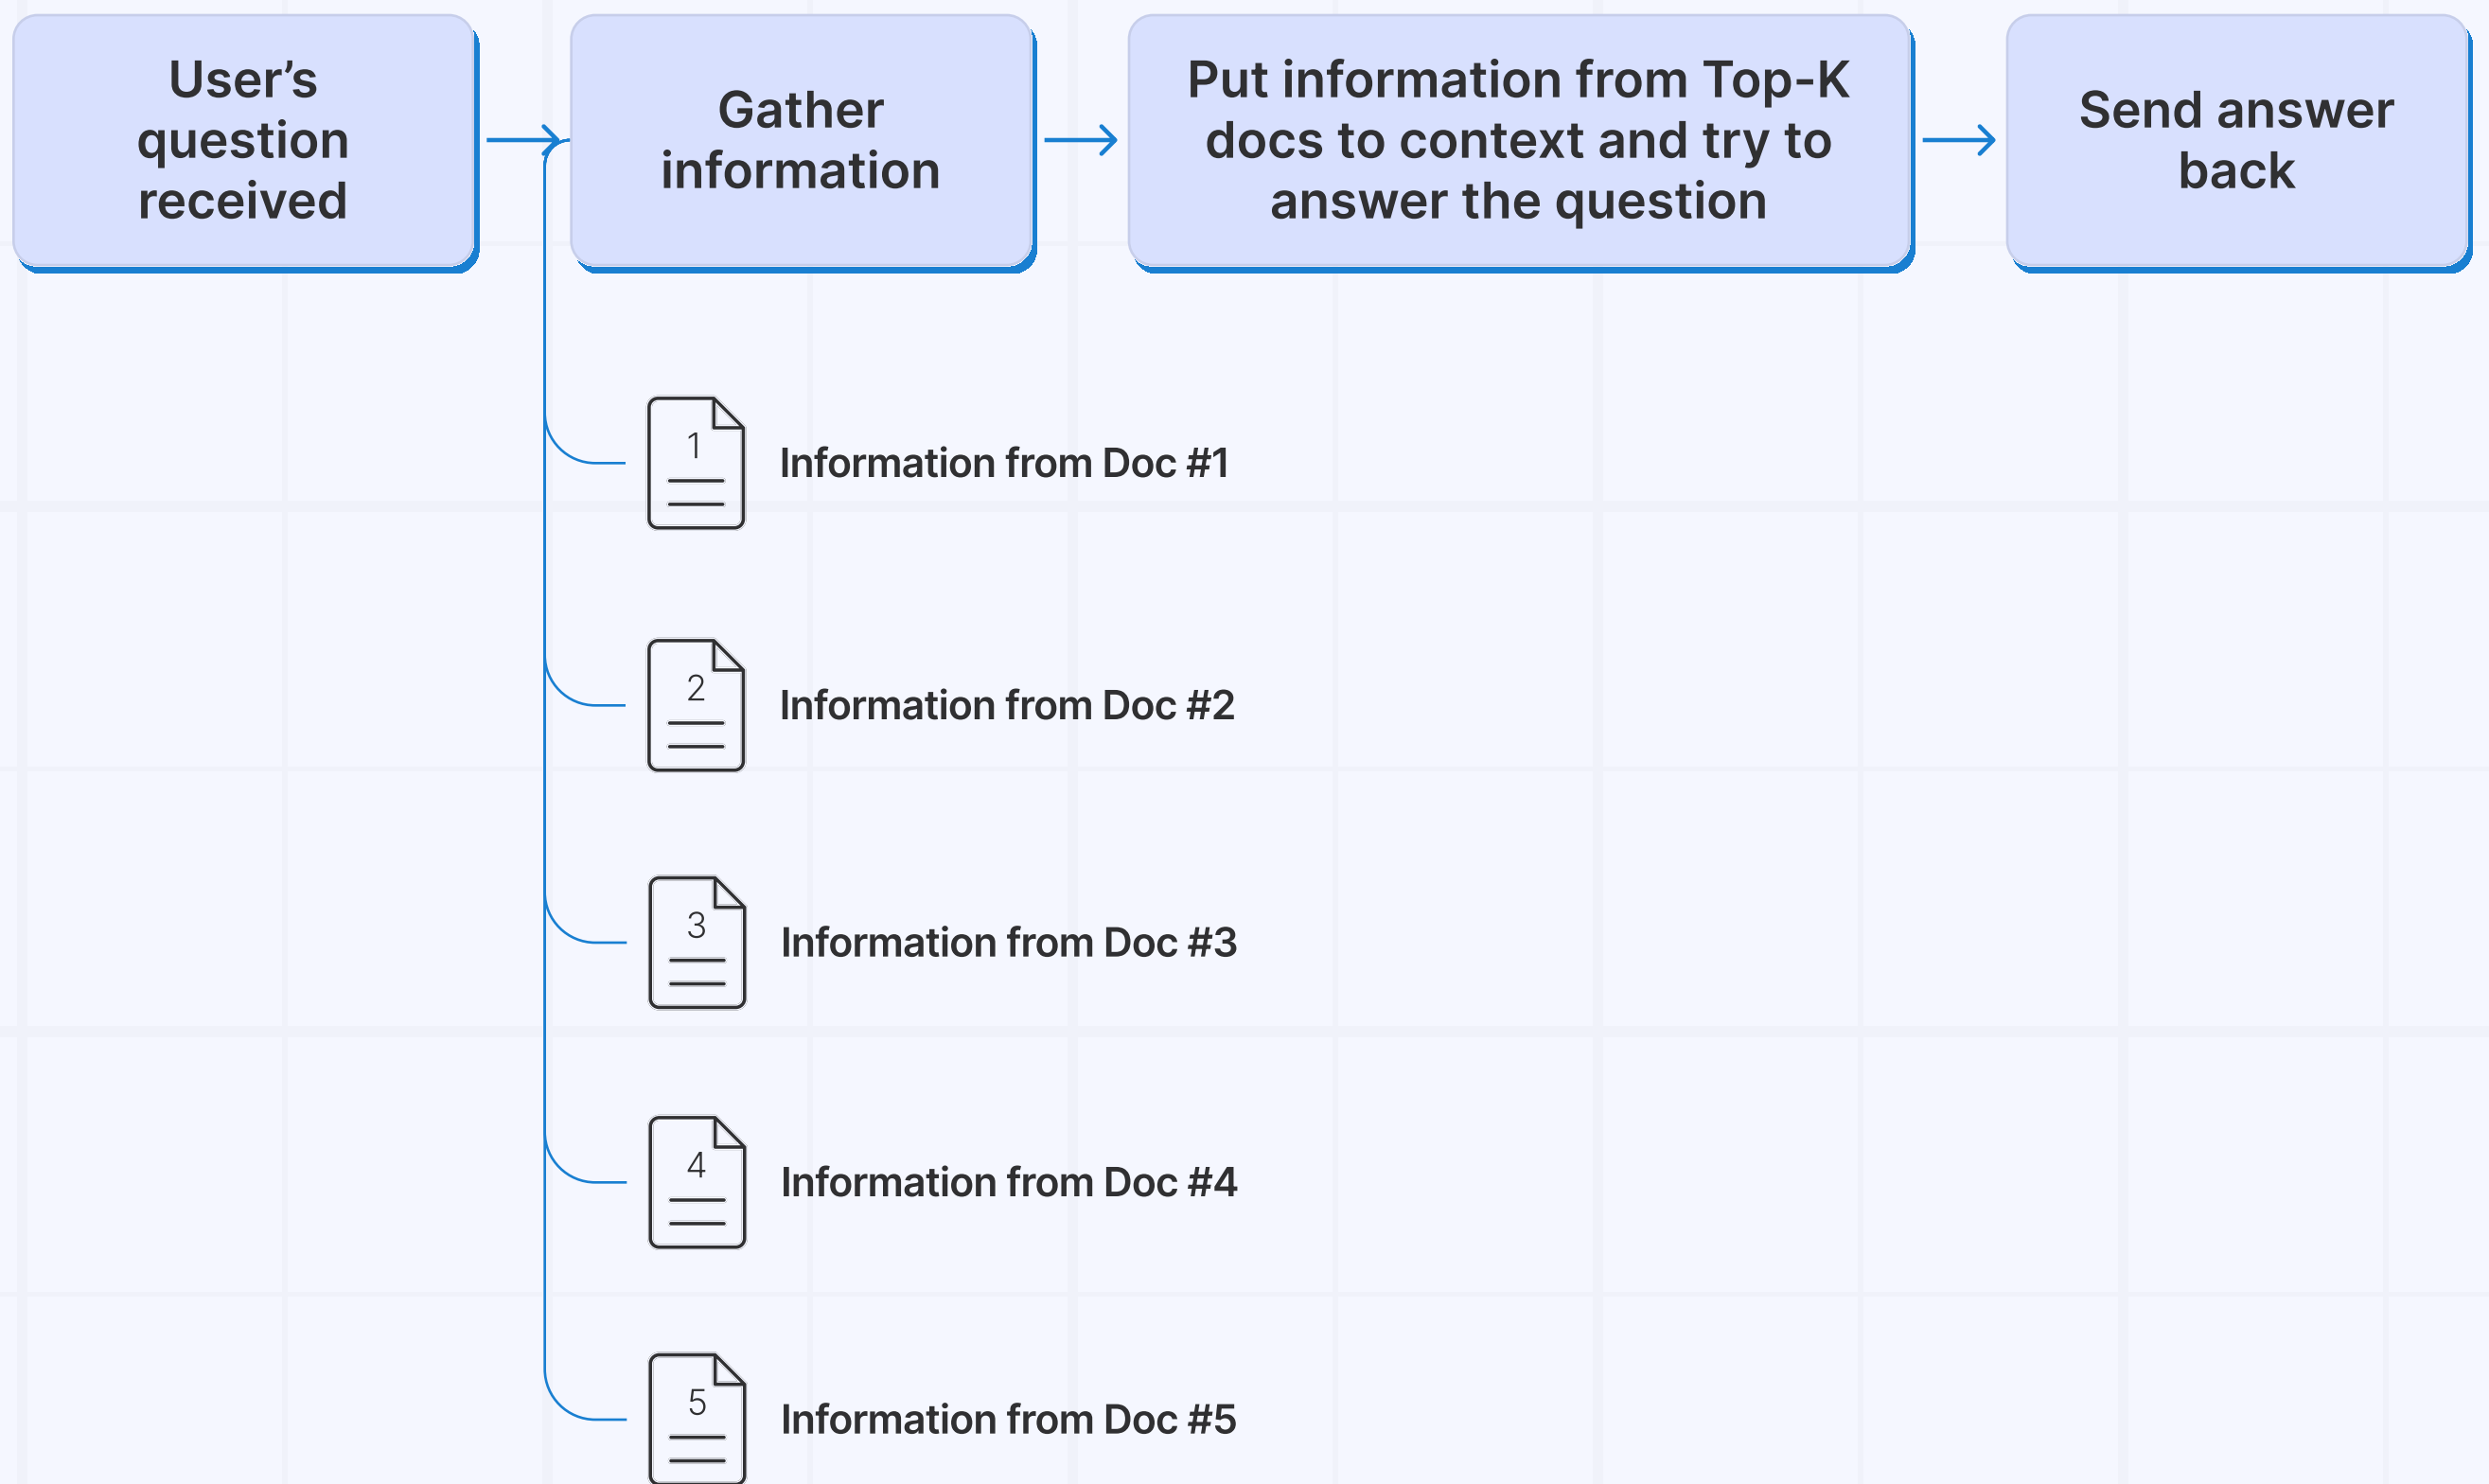 User's
question
received
Gather
information
Put information from Top-K
docs to context and try to
answer the question
Send answer
back
1
Information from Doc #1
2
Information from Doc #2
3
Information from Doc #3
4
Information from Doc #4
5
Information from Doc #5